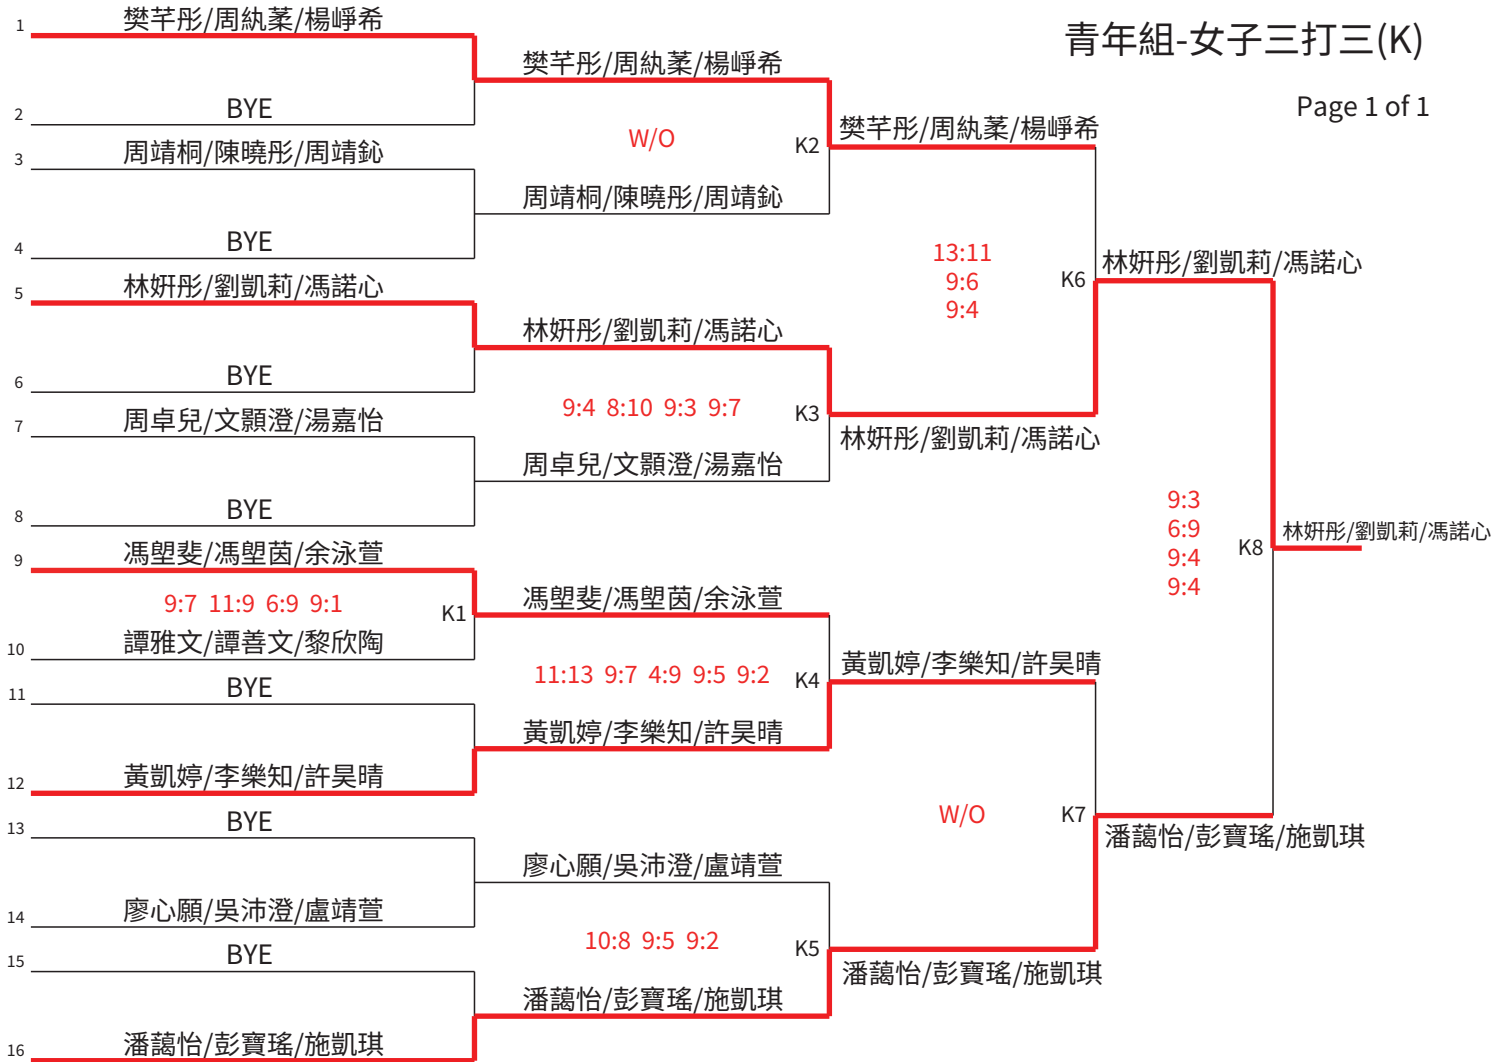 青年組-女子三打三(K)
Page 1 of 1
1 樊芊彤/周紈葇/楊崢希
2 BYE
3 周靖桐/陳曉彤/周靖鈊
4 BYE
5 林姸彤/劉凱莉/馮諾心
6 BYE
7 周卓兒/文顥澄/湯嘉怡
8 BYE
9 馮塱斐/馮塱茵/余泳萱
9:7 11:9 6:9 9:1 K1
10 譚雅文/譚善文/黎欣陶
11 BYE
12 黃凱婷/李樂知/許昊晴
13 BYE
14 廖心願/吳沛澄/盧靖萱
15 BYE
16 潘藹怡/彭寶瑤/施凱琪
樊芊彤/周紈葇/楊崢希
W/O K2
周靖桐/陳曉彤/周靖鈊
林姸彤/劉凱莉/馮諾心
9:4 8:10 9:3 9:7 K3
周卓兒/文顥澄/湯嘉怡
馮塱斐/馮塱茵/余泳萱
11:13 9:7 4:9 9:5 9:2 K4
黃凱婷/李樂知/許昊晴
廖心願/吳沛澄/盧靖萱
10:8 9:5 9:2 K5
潘藹怡/彭寶瑤/施凱琪
樊芊彤/周紈葇/楊崢希
13:11
9:6 K6
9:4
林姸彤/劉凱莉/馮諾心
黃凱婷/李樂知/許昊晴
W/O K7
潘藹怡/彭寶瑤/施凱琪
林姸彤/劉凱莉/馮諾心
9:3
6:9
9:4 K8
9:4
潘藹怡/彭寶瑤/施凱琪
林姸彤/劉凱莉/馮諾心